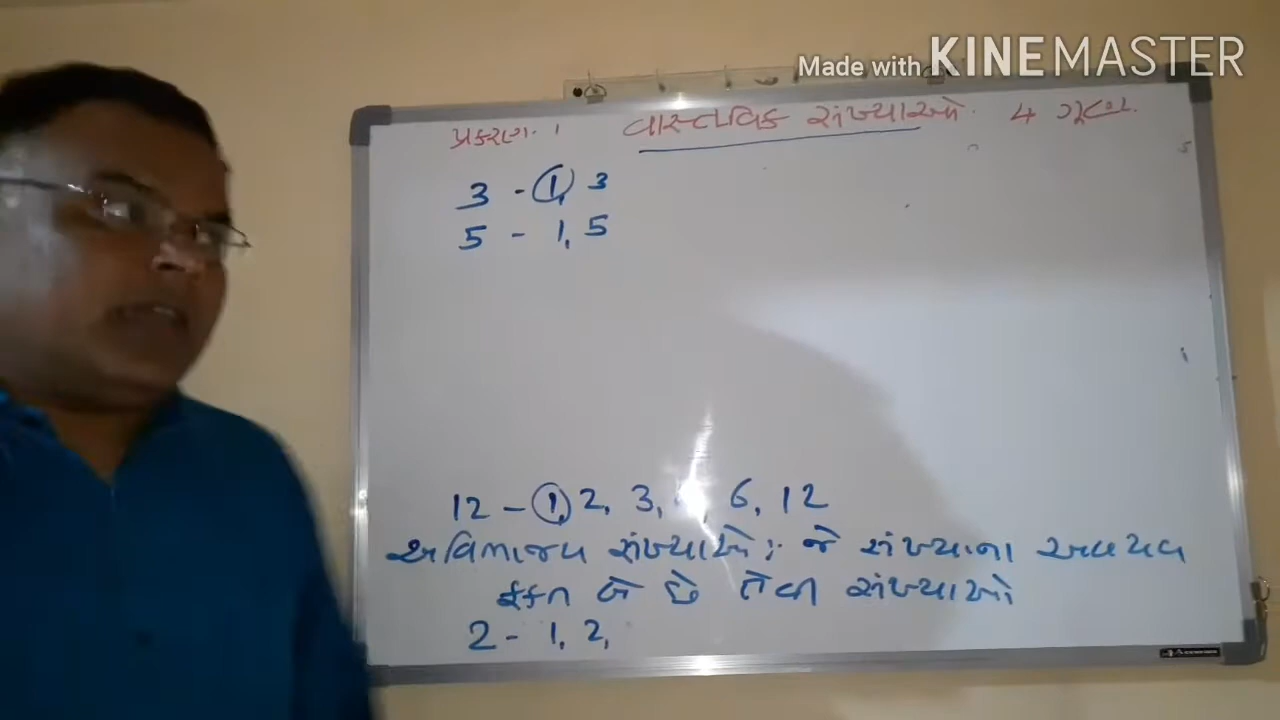 Made with KINEMASTER
પ્રકરણ. 1 વાસ્તવિક સંખ્યાઓ. 4 ગુણ.
3 - 1, 3
5 - 1, 5
12 - 1, 2, 3, 6, 12
અવિભાજ્ય સંખ્યાઓ :- જે સંખ્યાના અવયવ
ફક્ત બે છે તેવી સંખ્યાઓ
2 - 1, 2,